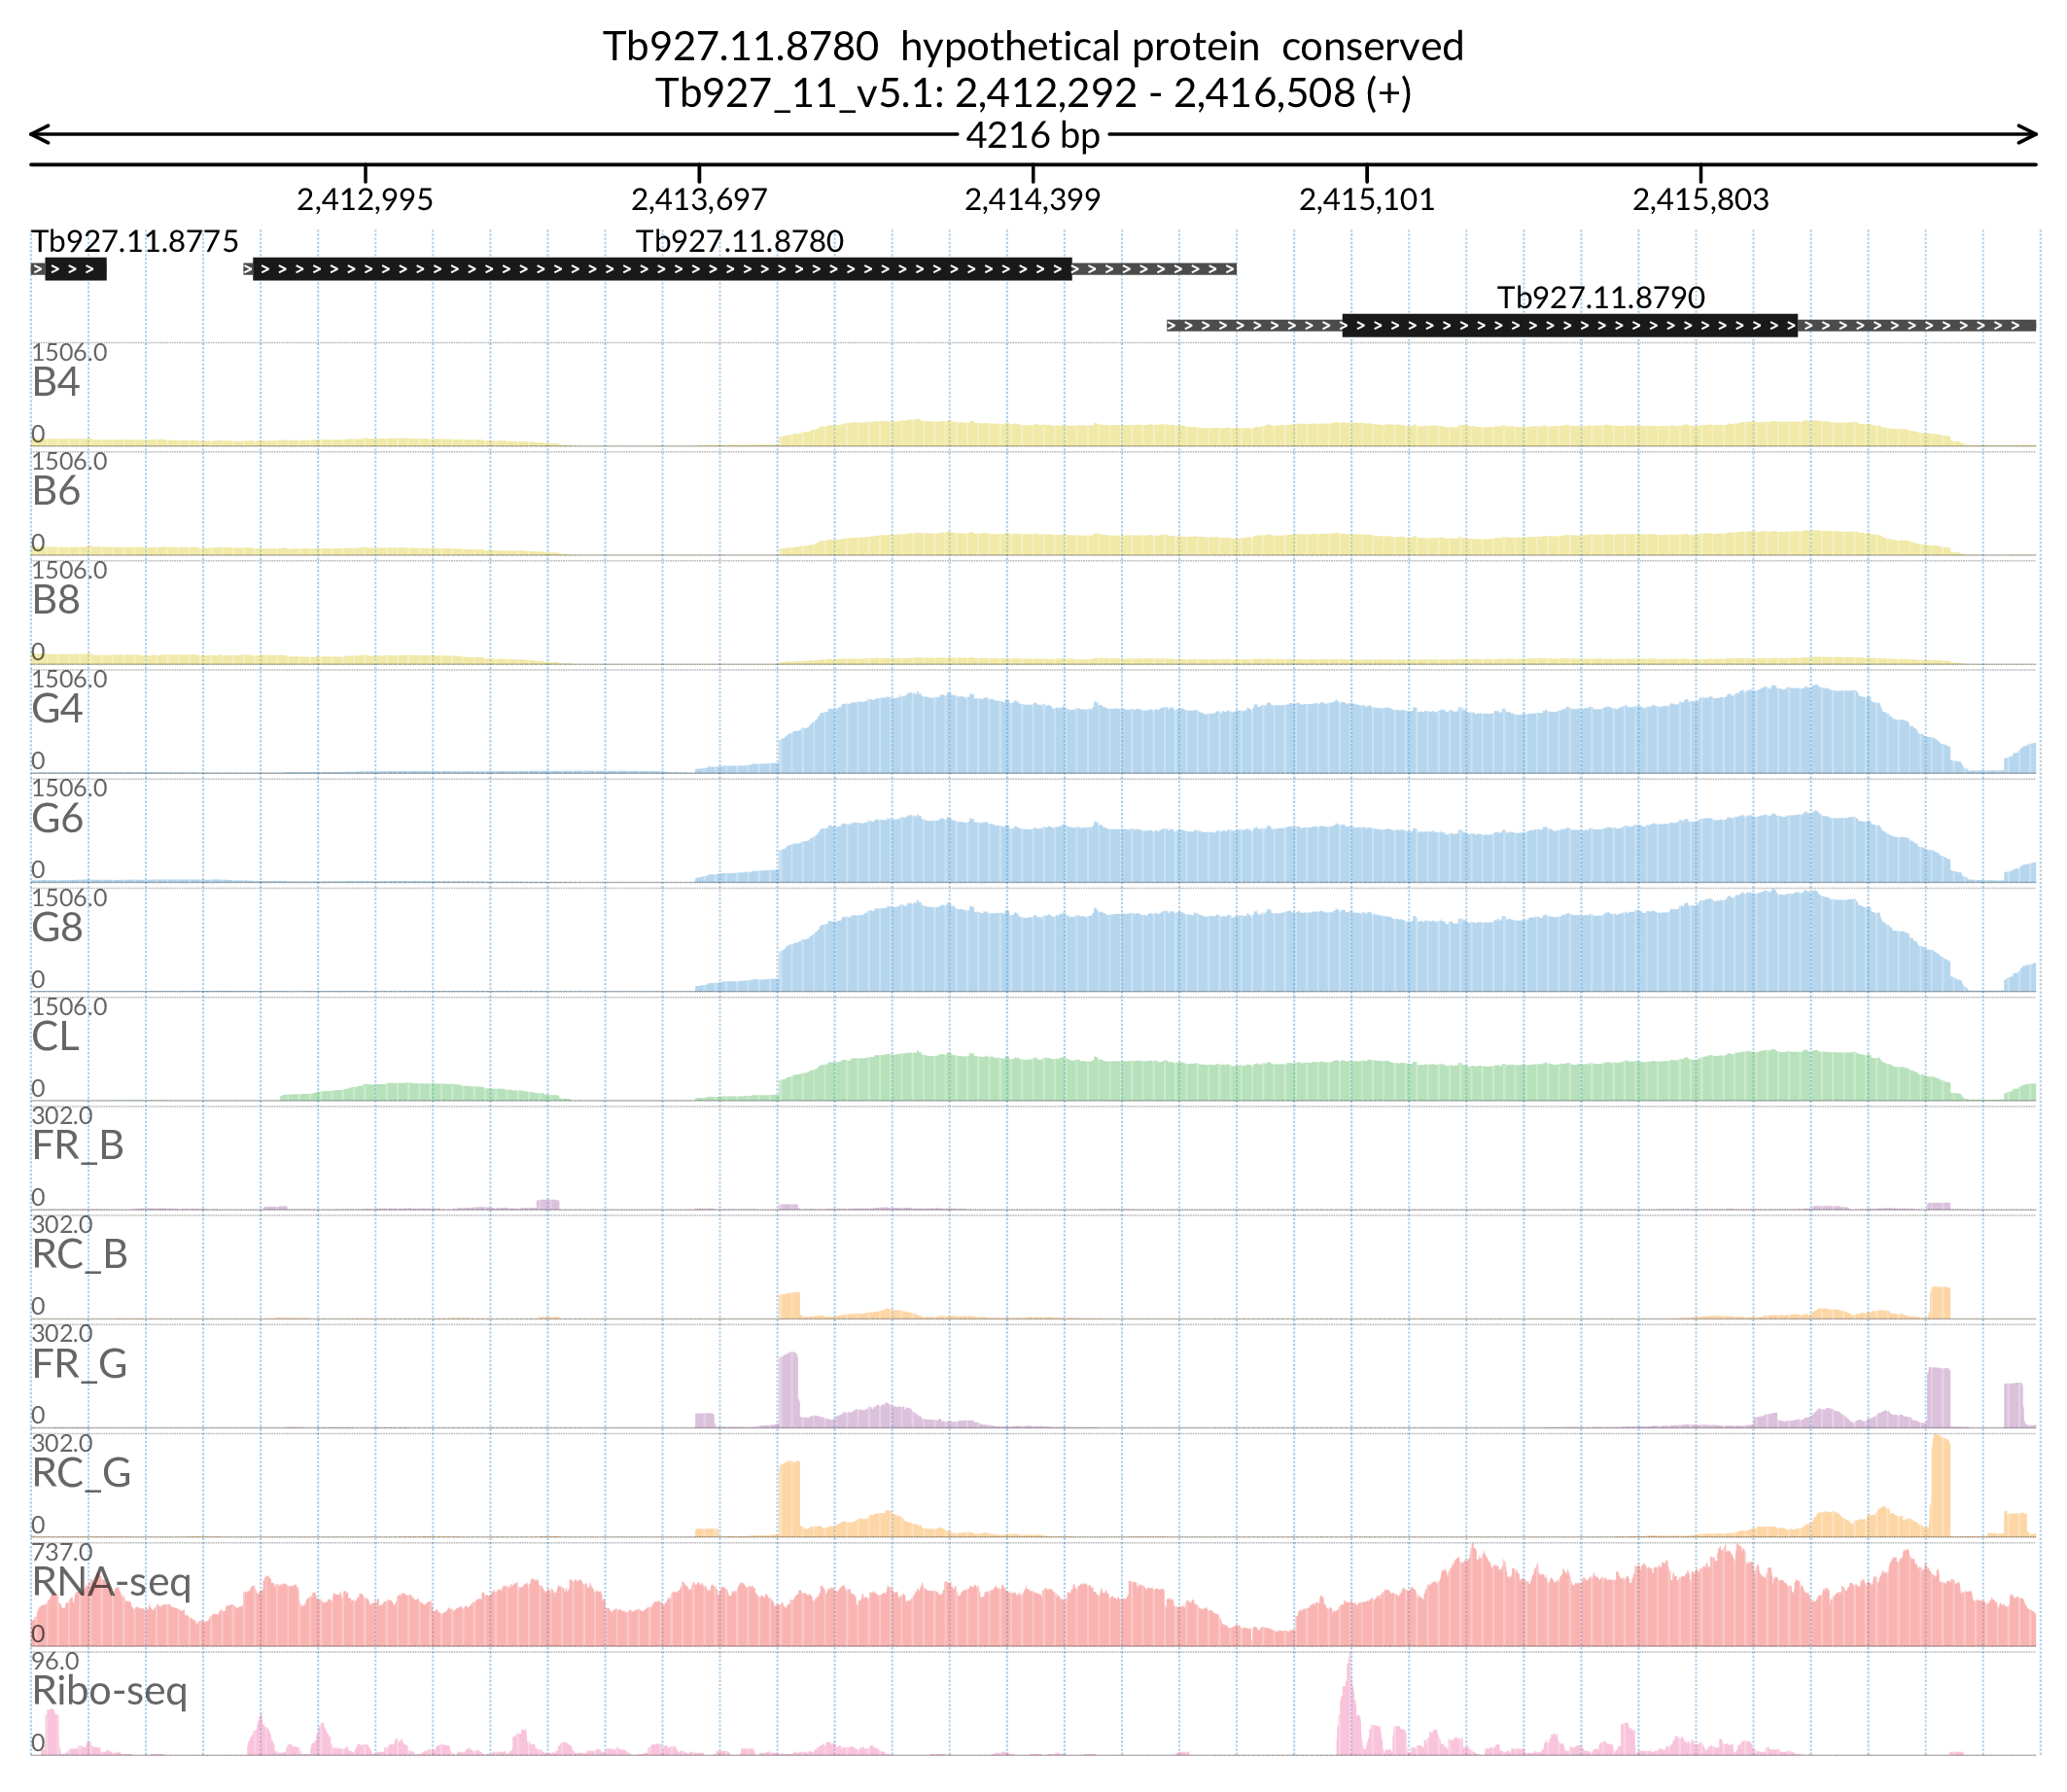 Tb927.11.8780 hypothetical protein conserved
Tb927_11_v5.1: 2,412,292 - 2,416,508 (+)
4216 bp
2,412,995 2,413,697 2,414,399 2,415,101 2,415,803
Tb927.11.8775 Tb927.11.8780
Tb927.11.8790
1506.0
B4
0
1506.0
B6
0
1506.0
B8
0
1506.0
G4
0
1506.0
G6
0
1506.0
G8
0
1506.0
CL
0
302.0
FR_B
0
302.0
RC_B
0
302.0
FR_G
0
302.0
RC_G
0
737.0
RNA-seq
0
96.0
Ribo-seq
0